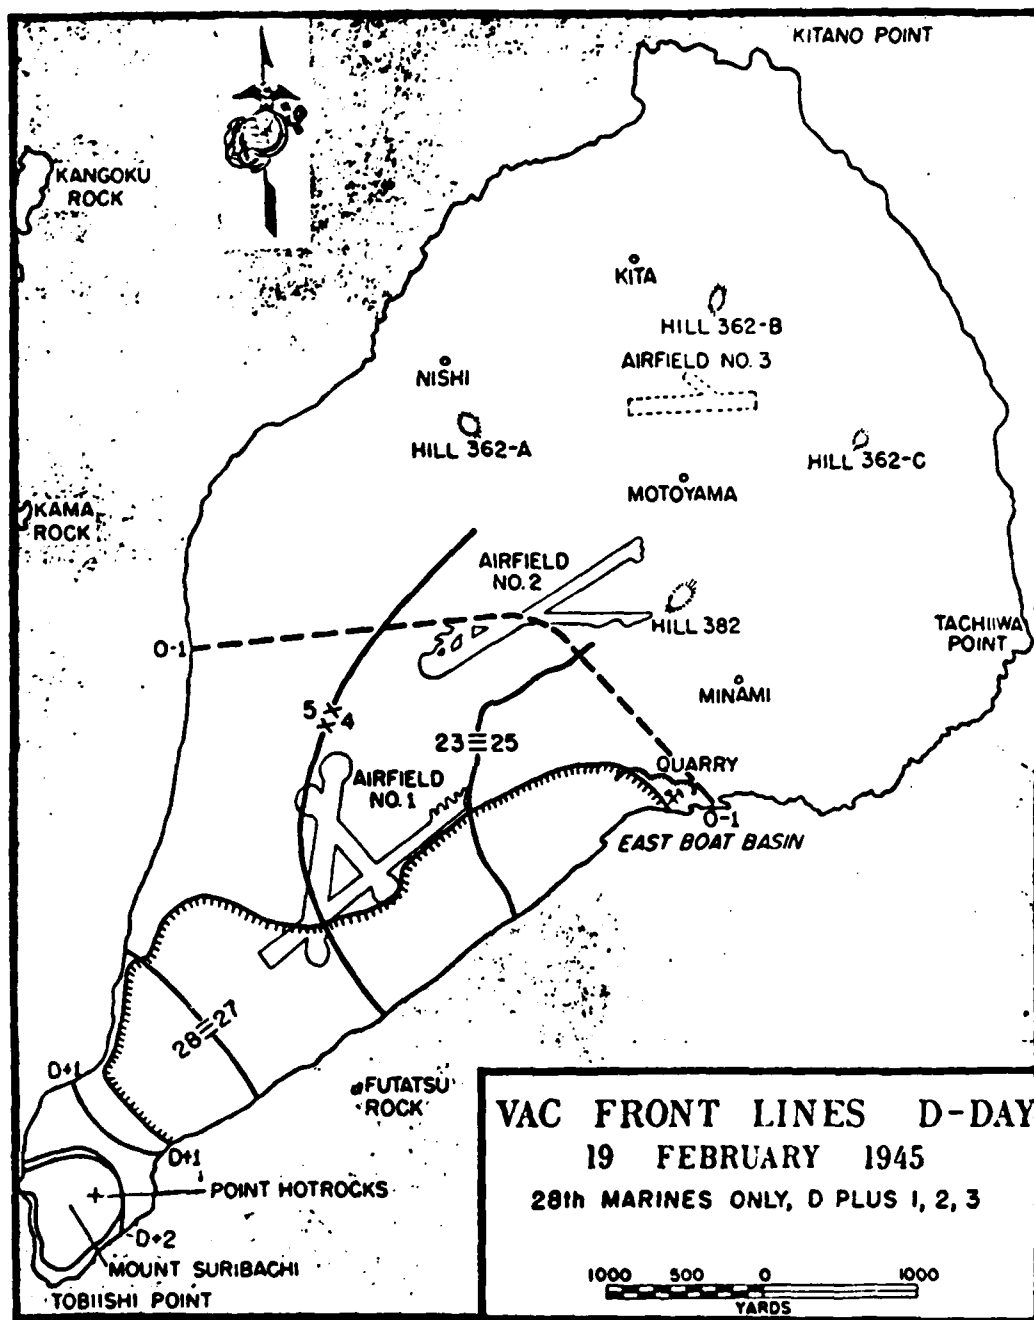 KITANO POINT
KANGOKU
ROCK
KITA
HILL 362-B
AIRFIELD NO. 3
NISHI
HILL 362-A
HILL 362-C
MOTOYAMA
KAMA
ROCK
AIRFIELD
NO. 2
HILL 382
TACHIIWA
POINT
O-1
MINAMI
5 4
23 25
QUARRY
AIRFIELD
NO. 1
O-1
EAST BOAT BASIN
28 27
D+1
FUTATSU
ROCK
D+1
POINT HOTROCKS
D+2
MOUNT SURIBACHI
TOBIISHI POINT
VAC FRONT LINES D-DAY
19 FEBRUARY 1945
28th MARINES ONLY, D PLUS 1, 2, 3
1000 500 0 1000
YARDS